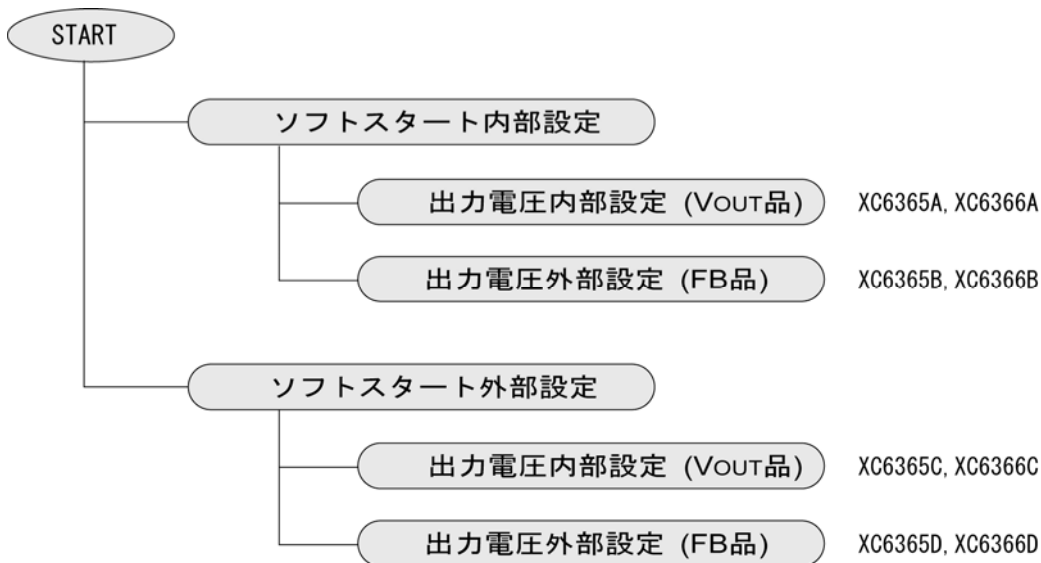 START
ソフトスタート内部設定
出力電圧内部設定 (VOUT品) XC6365A, XC6366A
出力電圧外部設定 (FB品) XC6365B, XC6366B
ソフトスタート外部設定
出力電圧内部設定 (VOUT品) XC6365C, XC6366C
出力電圧外部設定 (FB品) XC6365D, XC6366D